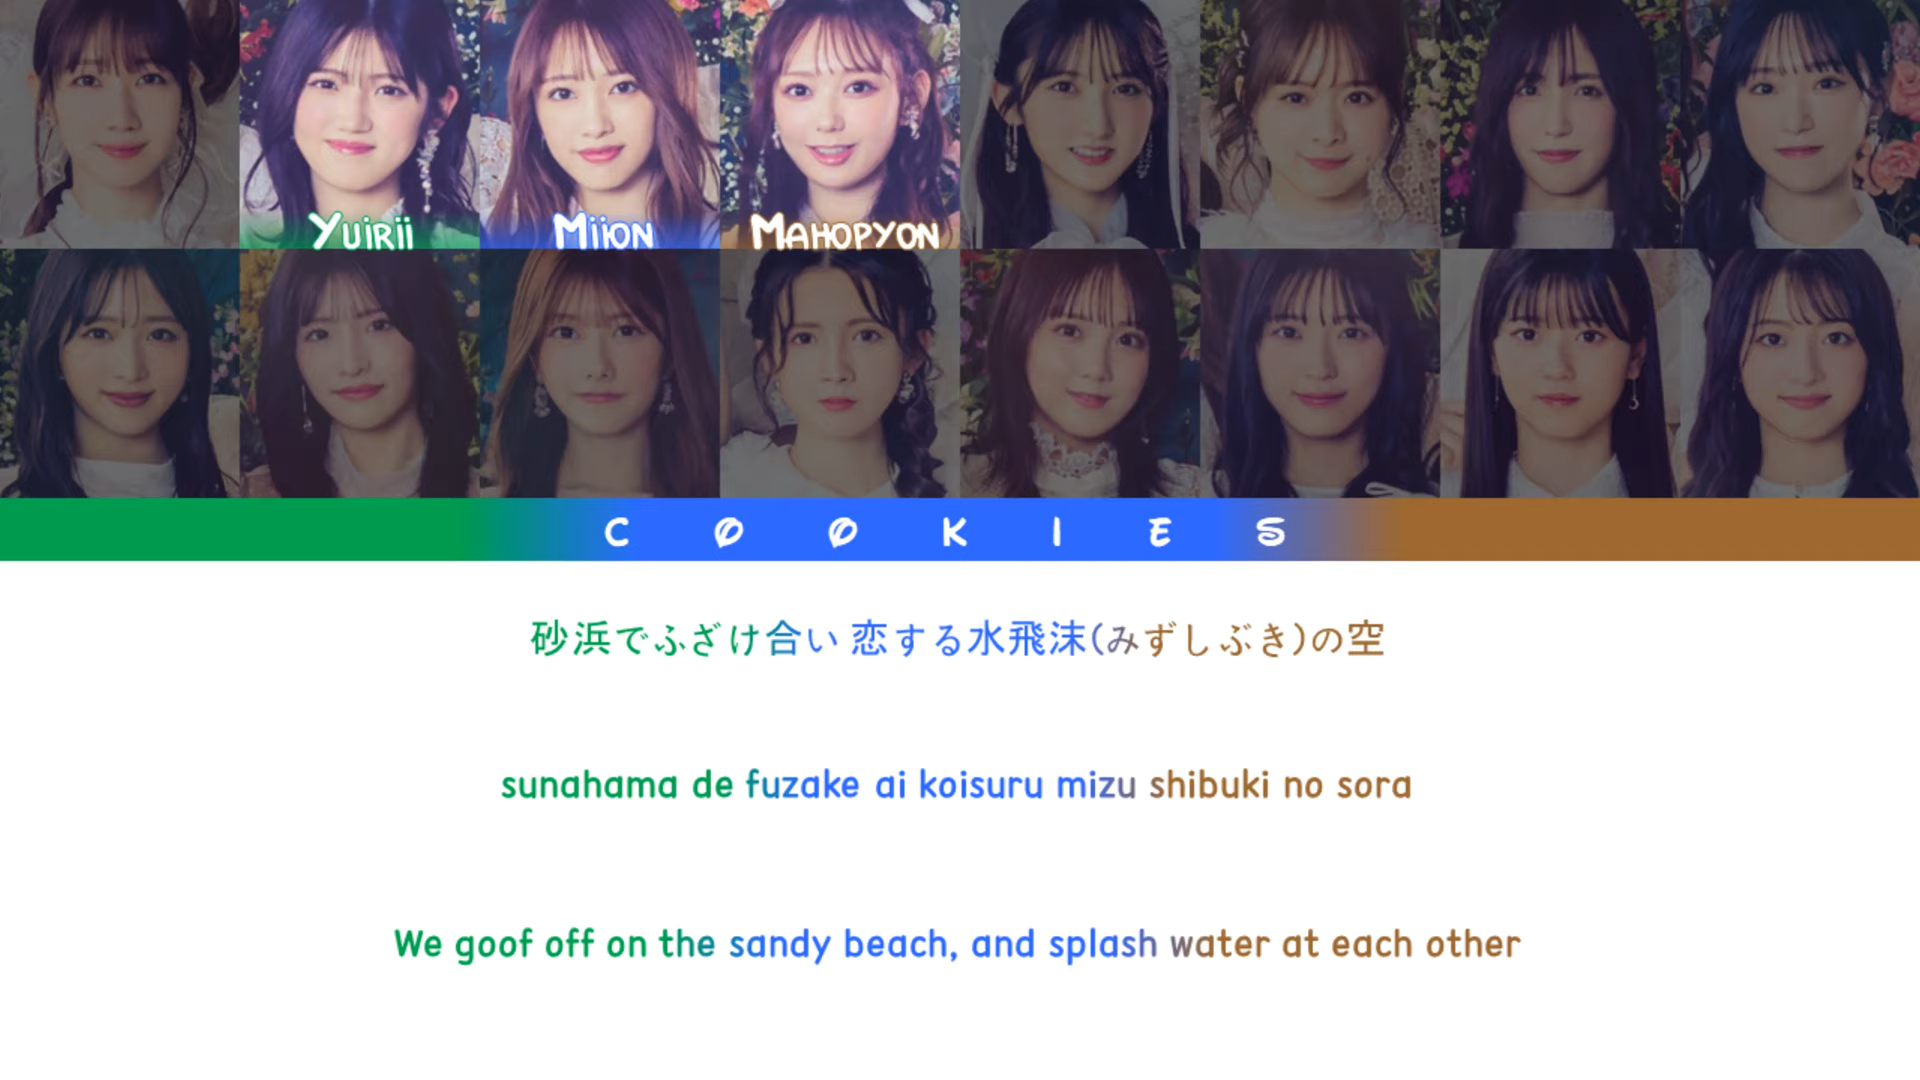 Yuirii
Miion
Mahopyon
COOKIES
砂浜でふざけ合い 恋する水飛沫(みずしぶき)の空
sunahama de fuzake ai koisuru mizu shibuki no sora
We goof off on the sandy beach, and splash water at each other